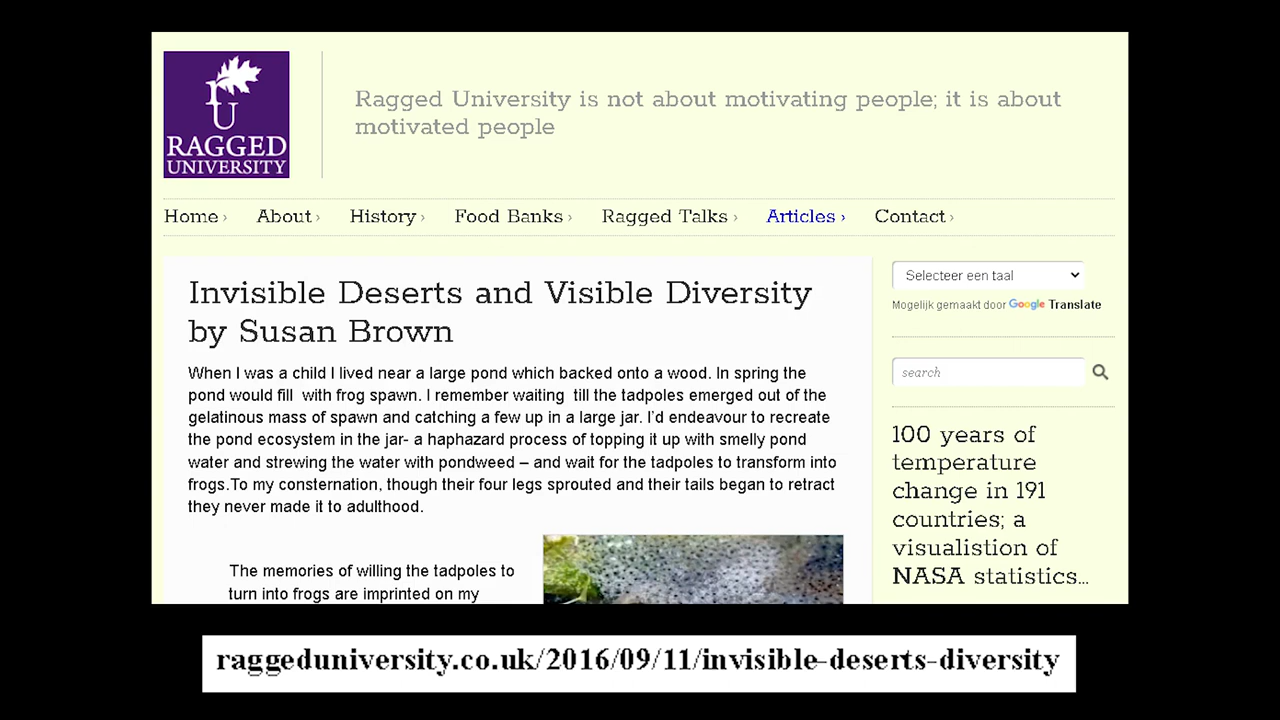 U
RAGGED
UNIVERSITY
Ragged University is not about motivating people; it is about
motivated people
Home › About › History › Food Banks › Ragged Talks › Articles › Contact ›
Invisible Deserts and Visible Diversity
by Susan Brown
When I was a child I lived near a large pond which backed onto a wood. In spring the
pond would fill  with frog spawn. I remember waiting  till the tadpoles emerged out of the
gelatinous mass of spawn and catching a few up in a large jar. I’d endeavour to recreate
the pond ecosystem in the jar- a haphazard process of topping it up with smelly pond
water and strewing the water with pondweed – and wait for the tadpoles to transform into
frogs.To my consternation, though their four legs sprouted and their tails began to retract
they never made it to adulthood.
The memories of willing the tadpoles to
turn into frogs are imprinted on my
Selecteer een taal
Mogelijk gemaakt door Google Translate
search
100 years of
temperature
change in 191
countries; a
visualistion of
NASA statistics...
raggeduniversity.co.uk/2016/09/11/invisible-deserts-diversity